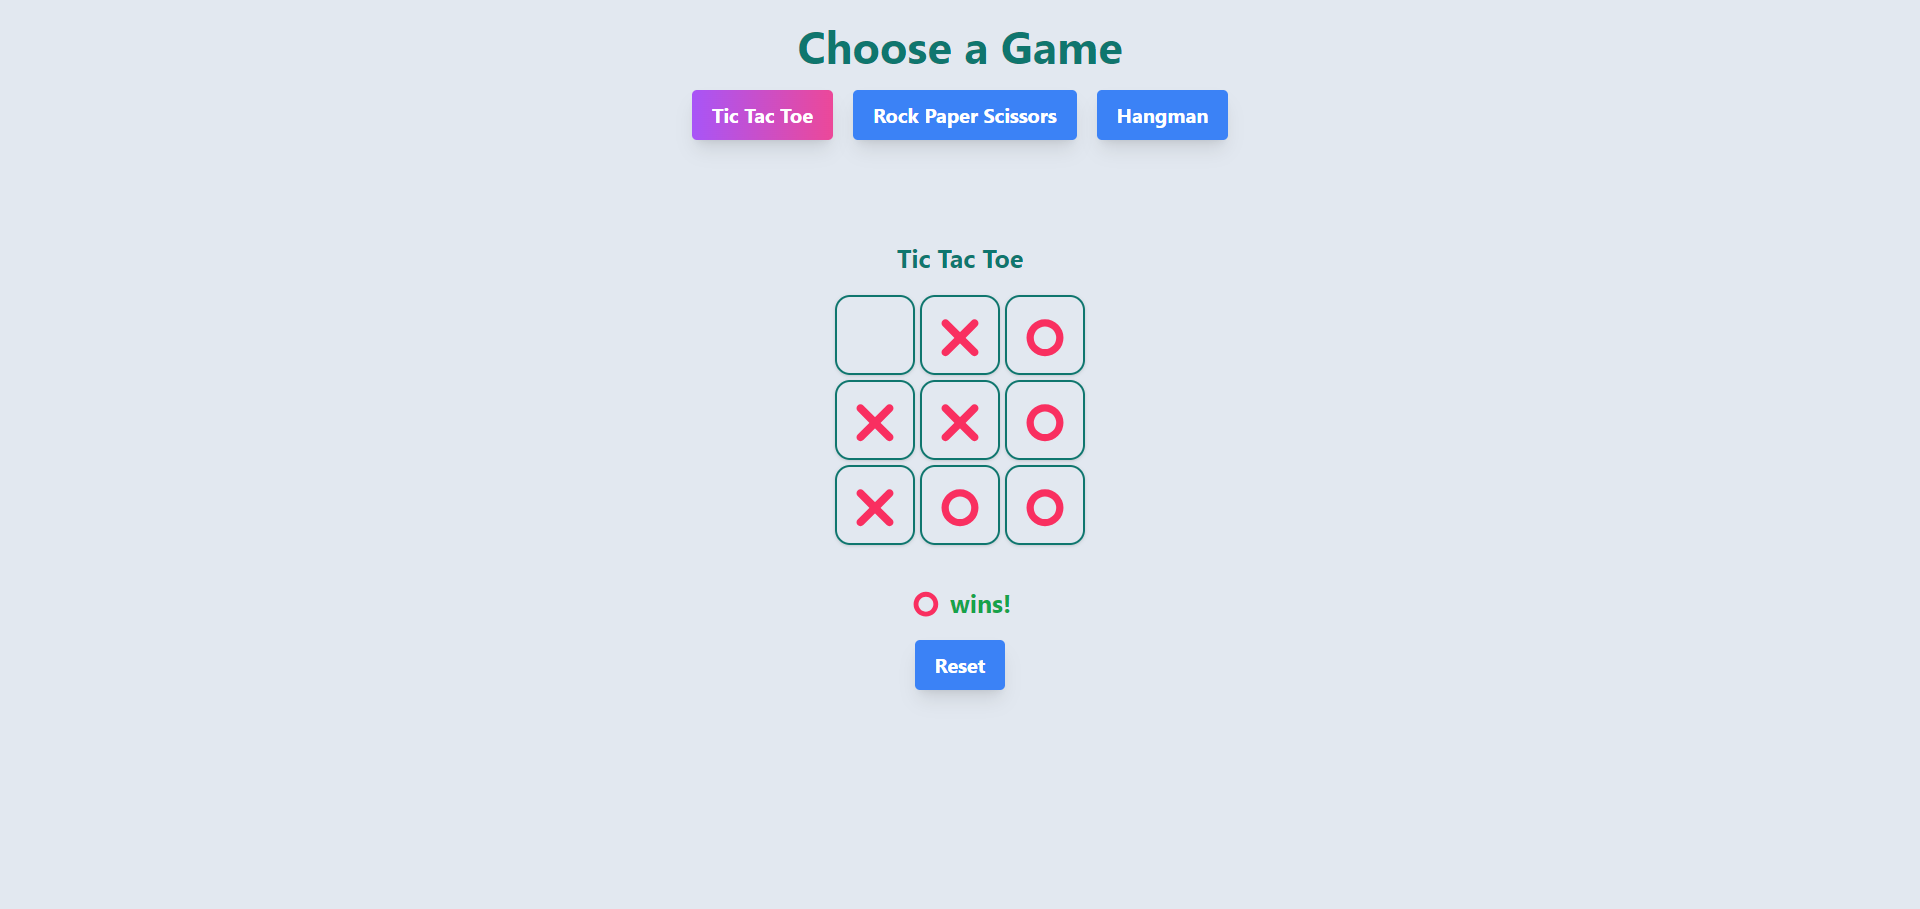 Choose a Game
Tic Tac Toe Rock Paper Scissors Hangman
Tic Tac Toe
❌ ⭕
❌ ❌ ⭕
❌ ⭕ ⭕
⭕ wins!
Reset